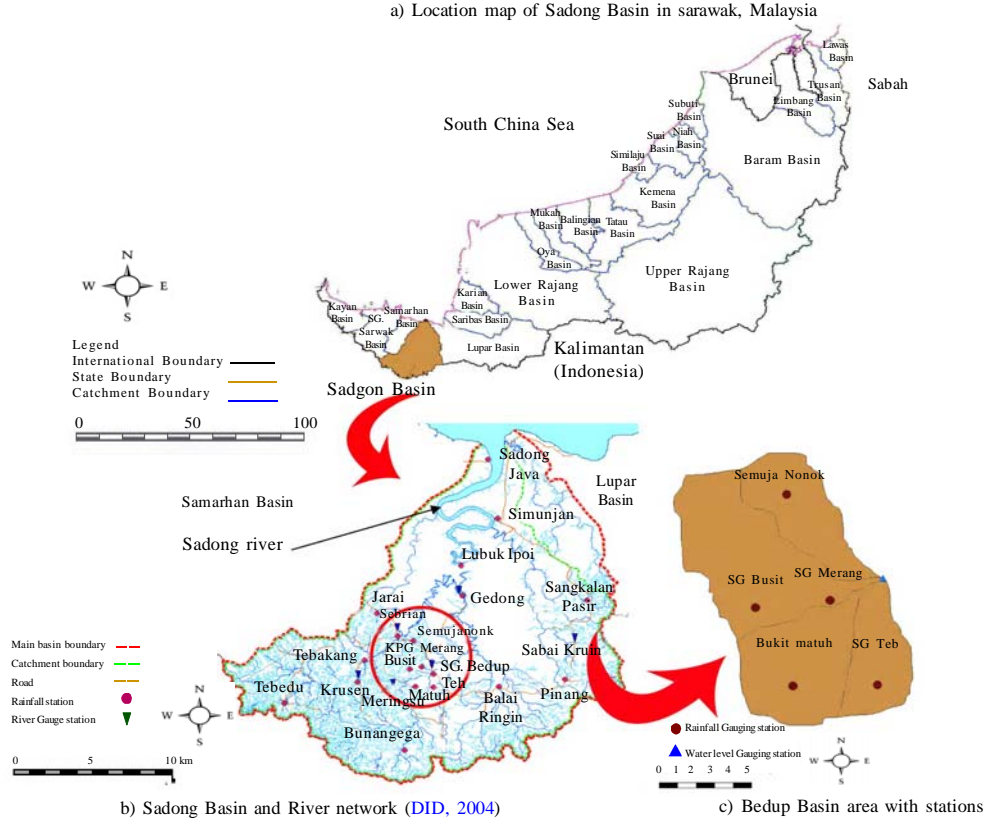 a) Location map of Sadong Basin in sarawak, Malaysia
Lawas
Basin
Brunei
Sabah
Trusan
Basin
Limbang
Basin
Subuti
Basin
South China Sea
Suai
Basin
Niah
Basin
Similaju
Basin
Baram Basin
Kemena
Basin
Mukah
Basin
Balingian
Basin
Tatau
Basin
Oya
Basin
Upper Rajang
Basin
Lower Rajang
Basin
N
W
E
S
Karian
Basin
Saribas Basin
Kayan
Basin
SG.
Sarwak
Basin
Samarhan
Basin
Lupar Basin
Kalimantan
(Indonesia)
Legend
International Boundary
State Boundary
Catchment Boundary
Sadgon Basin
0 50 100
Sadong
Java
Lupar
Basin
Samarhan Basin
Simunjan
Sadong river
Lubuk Ipoi
Gedong
Sangkalan
Pasir
Jarai
Sebrian
Semujanonk
KPG Merang
Busit
SG. Bedup
Teh
Matuh
Meringsu
Sabai Kruin
Tebakang
Krusen
Tebedu
Balai
Ringin
Pinang
Bunangega
Main basin boundary
Catchment boundary
Road
Rainfall station
River Gauge station
N
W
E
S
0 5 10 km
b) Sadong Basin and River network (DID, 2004)
Semuja Nonok
SG Busit
SG Merang
Bukit matuh
SG Teb
Rainfall Gauging station
Water level Gauging station
0 1 2 3 4 5
N
W
E
S
c) Bedup Basin area with stations